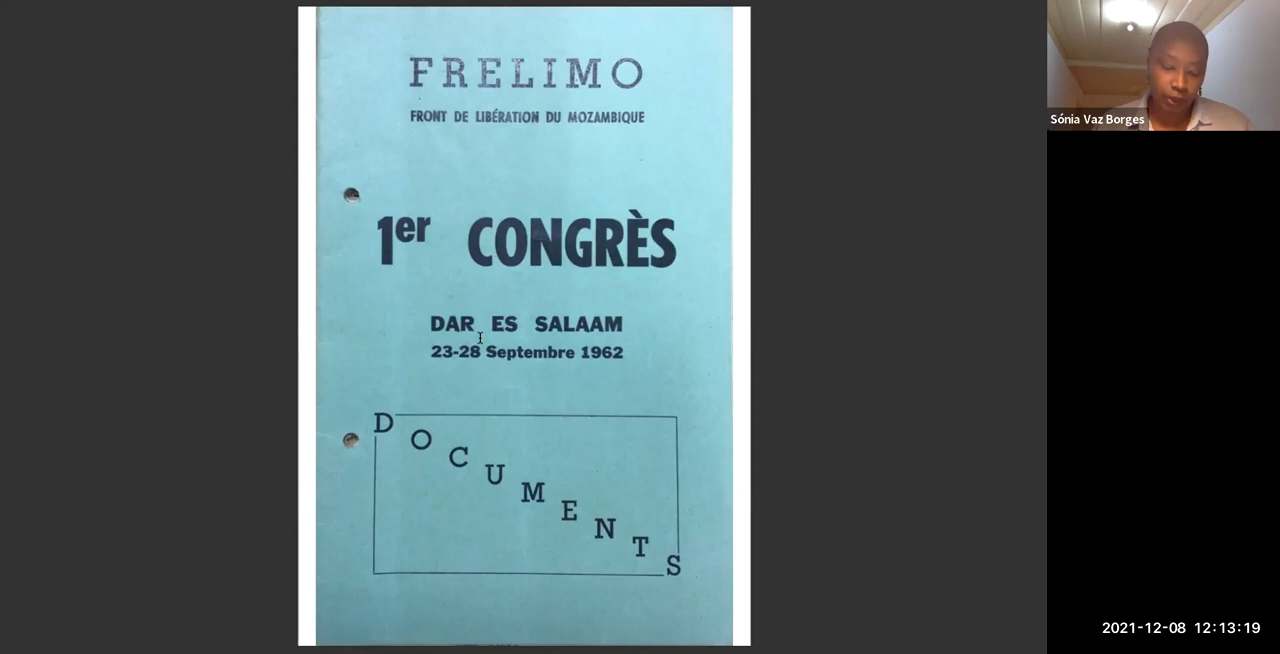 FRELIMO
FRONT DE LIBÉRATION DU MOZAMBIQUE
1er CONGRÈS
DAR ES SALAAM
23-28 Septembre 1962
DOCUMENTS
Sónia Vaz Borges
2021-12-08 12:13:19